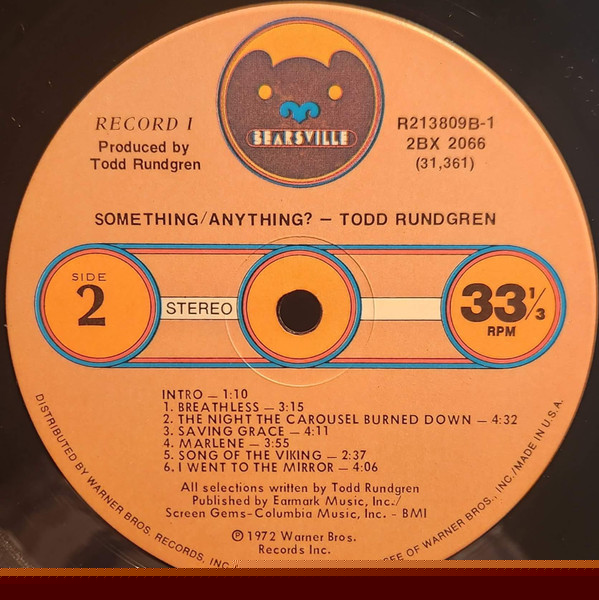 BEARSVILLE
RECORD I
Produced by
Todd Rundgren
R213809B-1
2BX 2066
(31,361)
SOMETHING/ANYTHING? — TODD RUNDGREN
SIDE
2
STEREO
33 1/3
RPM
INTRO — 1:10
1. BREATHLESS — 3:15
2. THE NIGHT THE CAROUSEL BURNED DOWN — 4:32
3. SAVING GRACE — 4:11
4. MARLENE — 3:55
5. SONG OF THE VIKING — 2:37
6. I WENT TO THE MIRROR — 4:06
All selections written by Todd Rundgren
Published by Earmark Music, Inc./
Screen Gems-Columbia Music, Inc. - BMI
Ⓟ 1972 Warner Bros.
Records Inc.
DISTRIBUTED BY WARNER BROS. RECORDS, INC. OF WARNER BROS., INC./MADE IN U.S.A.